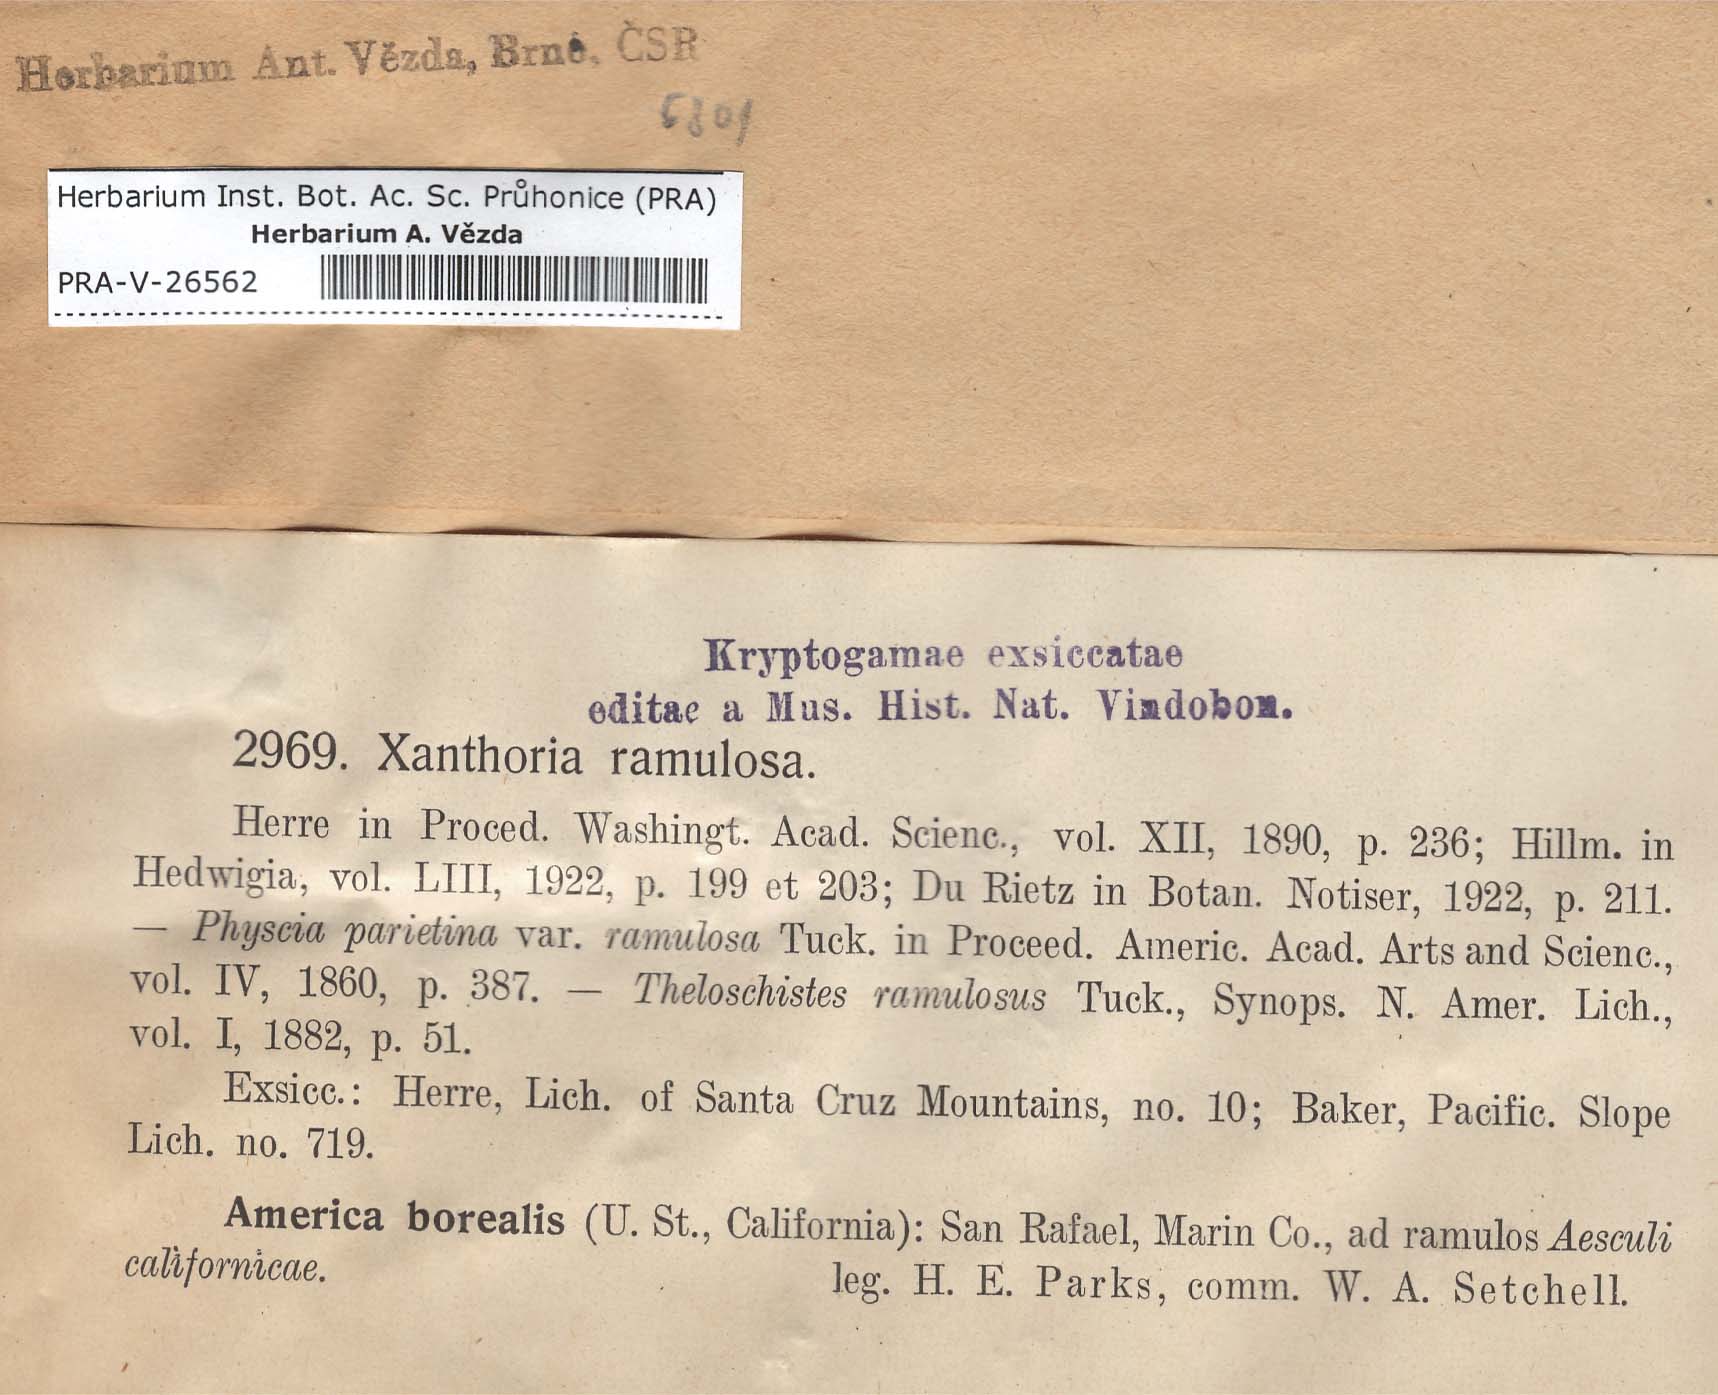 Herbarium Ant. Vězda, Brno, ČSR
6801
Herbarium Inst. Bot. Ac. Sc. Průhonice (PRA)
Herbarium A. Vězda
PRA-V-26562
Kryptogamae exsiccatae
editae a Mus. Hist. Nat. Vindobon.
2969. Xanthoria ramulosa.
Herre in Proced. Washingt. Acad. Scienc., vol. XII, 1890, p. 236; Hillm. in
Hedwigia, vol. LIII, 1922, p. 199 et 203; Du Rietz in Botan. Notiser, 1922, p. 211.
— Physcia parietina var. ramulosa Tuck. in Proceed. Americ. Acad. Arts and Scienc.,
vol. IV, 1860, p. 387. — Theloschistes ramulosus Tuck., Synops. N. Amer. Lich.,
vol. I, 1882, p. 51.
Exsicc.: Herre, Lich. of Santa Cruz Mountains, no. 10; Baker, Pacific. Slope
Lich. no. 719.
America borealis (U. St., California): San Rafael, Marin Co., ad ramulos Aesculi
californicae.
leg. H. E. Parks, comm. W. A. Setchell.